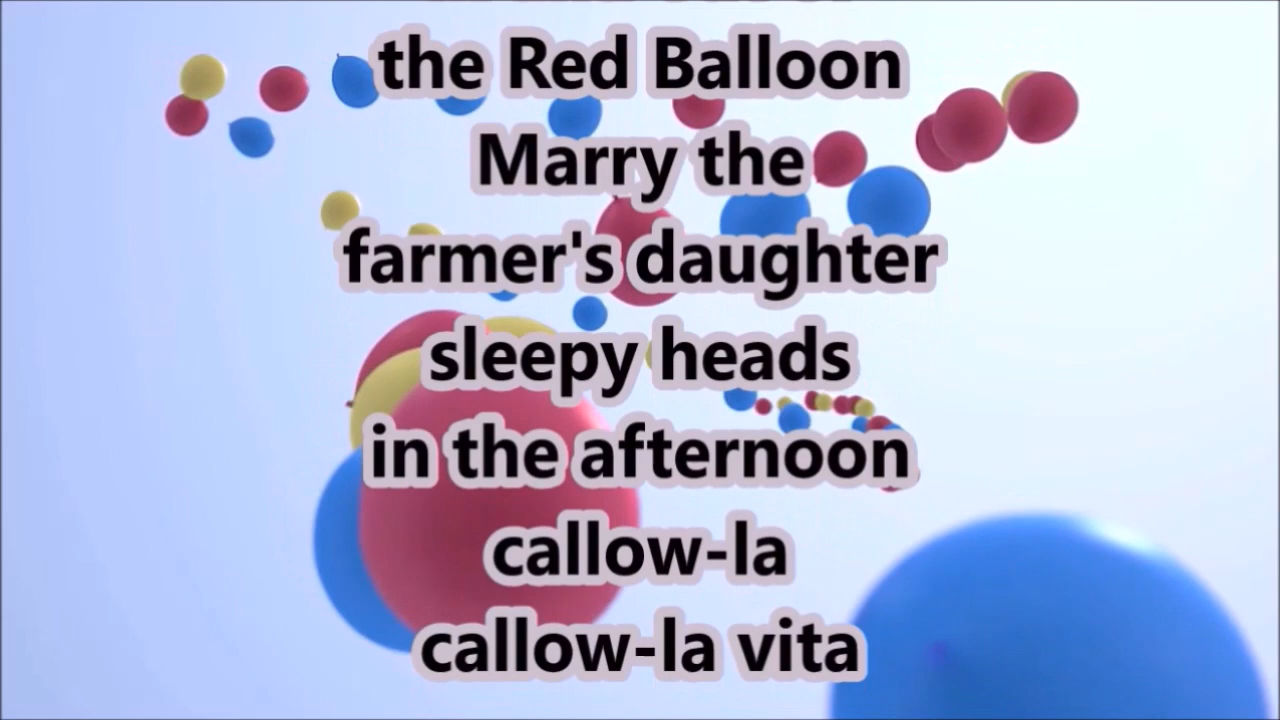 the Red Balloon
Marry the
farmer's daughter
sleepy heads
in the afternoon
callow-la
callow-la vita